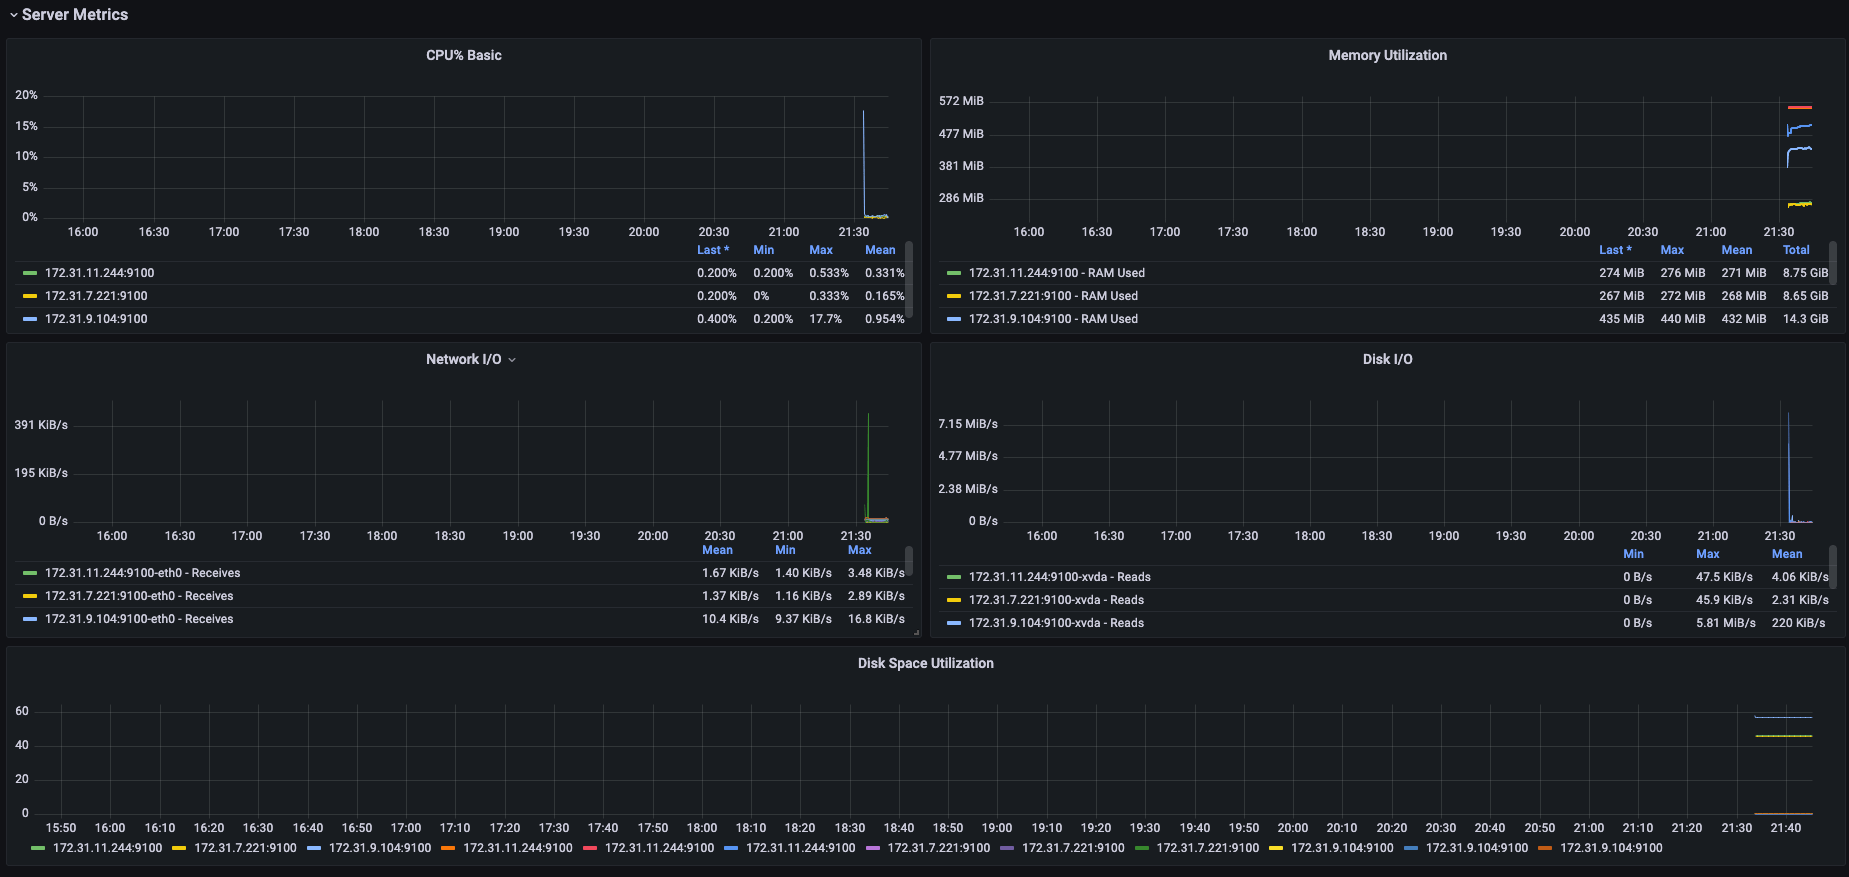 Server Metrics
CPU% Basic
20%
15%
10%
5%
0%
16:00 16:30 17:00 17:30 18:00 18:30 19:00 19:30 20:00 20:30 21:00 21:30
Last * Min Max Mean
172.31.11.244:9100 0.200% 0.200% 0.533% 0.331%
172.31.7.221:9100 0.200% 0% 0.333% 0.165%
172.31.9.104:9100 0.400% 0.200% 17.7% 0.954%
Memory Utilization
572 MiB
477 MiB
381 MiB
286 MiB
16:00 16:30 17:00 17:30 18:00 18:30 19:00 19:30 20:00 20:30 21:00 21:30
Last * Max Mean Total
172.31.11.244:9100 - RAM Used 274 MiB 276 MiB 271 MiB 8.75 GiB
172.31.7.221:9100 - RAM Used 267 MiB 272 MiB 268 MiB 8.65 GiB
172.31.9.104:9100 - RAM Used 435 MiB 440 MiB 432 MiB 14.3 GiB
Network I/O
391 KiB/s
195 KiB/s
0 B/s
16:00 16:30 17:00 17:30 18:00 18:30 19:00 19:30 20:00 20:30 21:00 21:30
Mean Min Max
172.31.11.244:9100-eth0 - Receives 1.67 KiB/s 1.40 KiB/s 3.48 KiB/s
172.31.7.221:9100-eth0 - Receives 1.37 KiB/s 1.16 KiB/s 2.89 KiB/s
172.31.9.104:9100-eth0 - Receives 10.4 KiB/s 9.37 KiB/s 16.8 KiB/s
Disk I/O
7.15 MiB/s
4.77 MiB/s
2.38 MiB/s
0 B/s
16:00 16:30 17:00 17:30 18:00 18:30 19:00 19:30 20:00 20:30 21:00 21:30
Min Max Mean
172.31.11.244:9100-xvda - Reads 0 B/s 47.5 KiB/s 4.06 KiB/s
172.31.7.221:9100-xvda - Reads 0 B/s 45.9 KiB/s 2.31 KiB/s
172.31.9.104:9100-xvda - Reads 0 B/s 5.81 MiB/s 220 KiB/s
Disk Space Utilization
60
40
20
0
15:50 16:00 16:10 16:20 16:30 16:40 16:50 17:00 17:10 17:20 17:30 17:40 17:50 18:00 18:10 18:20 18:30 18:40 18:50 19:00 19:10 19:20 19:30 19:40 19:50 20:00 20:10 20:20 20:30 20:40 20:50 21:00 21:10 21:20 21:30 21:40
172.31.11.244:9100 172.31.7.221:9100 172.31.9.104:9100 172.31.11.244:9100 172.31.11.244:9100 172.31.11.244:9100 172.31.7.221:9100 172.31.7.221:9100 172.31.7.221:9100 172.31.9.104:9100 172.31.9.104:9100 172.31.9.104:9100